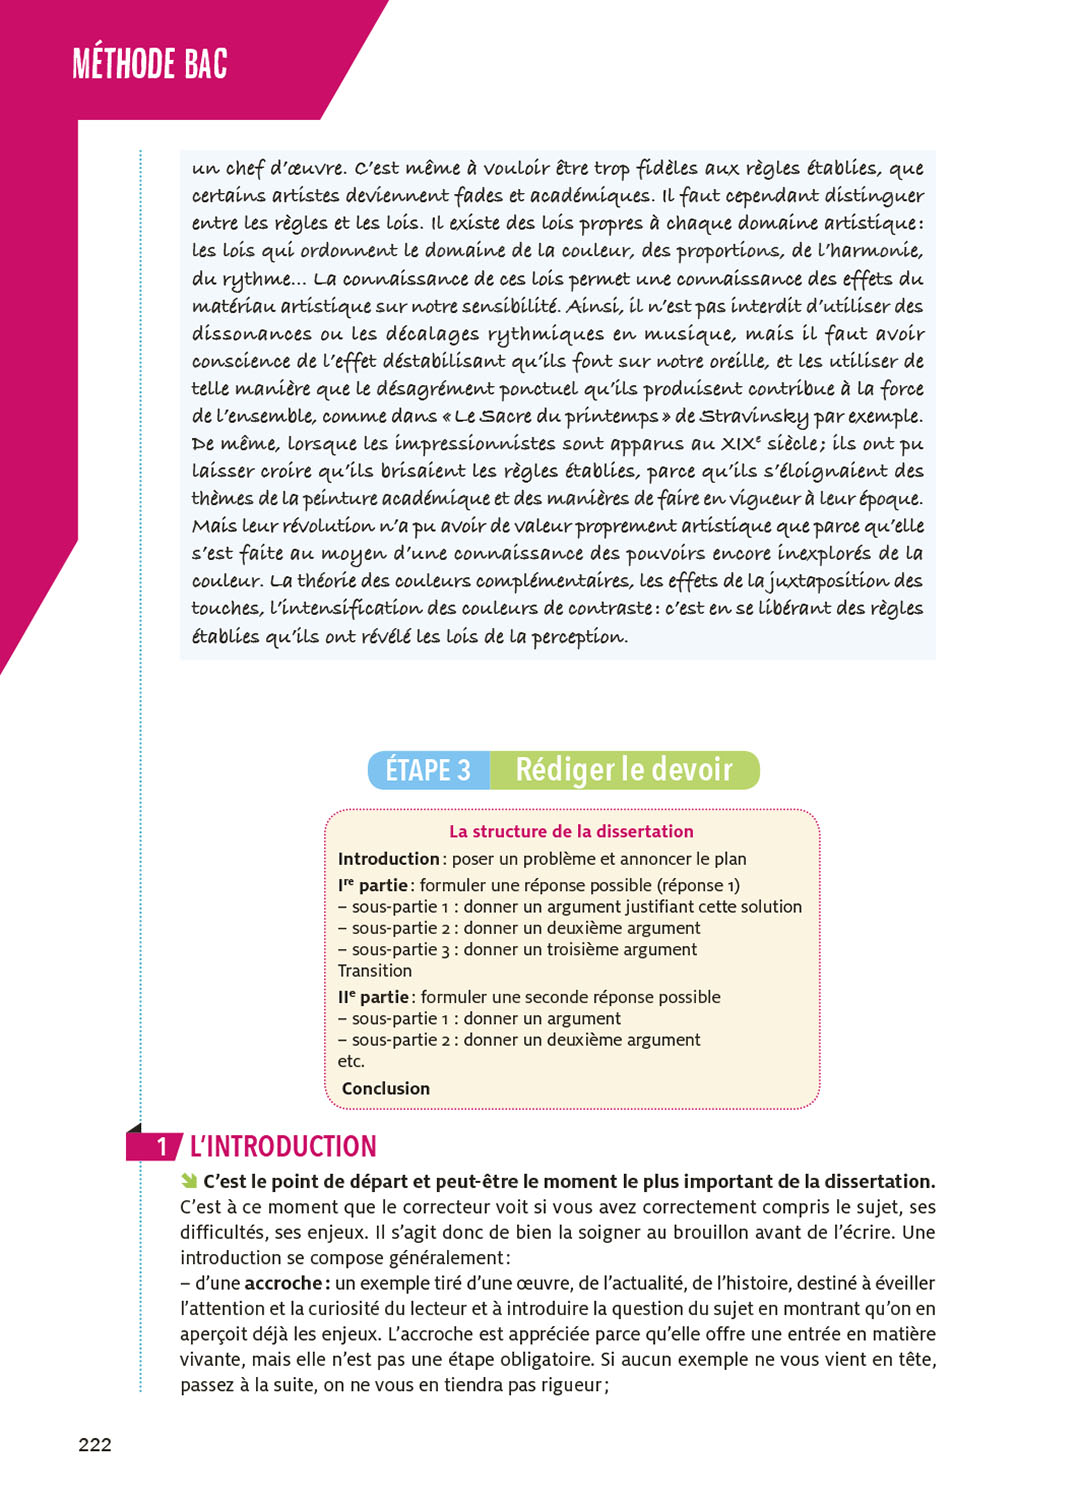 MÉTHODE BAC
un chef d’œuvre. C’est même à vouloir être trop fidèles aux règles établies, que
certains artistes deviennent fades et académiques. Il faut cependant distinguer
entre les règles et les lois. Il existe des lois propres à chaque domaine artistique :
les lois qui ordonnent le domaine de la couleur, des proportions, de l’harmonie,
du rythme... La connaissance de ces lois permet une connaissance des effets du
matériau artistique sur notre sensibilité. Ainsi, il n’est pas interdit d’utiliser des
dissonances ou les décalages rythmiques en musique, mais il faut avoir
conscience de l’effet déstabilisant qu’ils font sur notre oreille, et les utiliser de
telle manière que le désagrément ponctuel qu’ils produisent contribue à la force
de l’ensemble, comme dans « Le Sacre du printemps » de Stravinsky par exemple.
De même, lorsque les impressionnistes sont apparus au XIXe siècle ; ils ont pu
laisser croire qu’ils brisaient les règles établies, parce qu’ils s’éloignaient des
thèmes de la peinture académique et des manières de faire en vigueur à leur époque.
Mais leur révolution n’a pu avoir de valeur proprement artistique que parce qu’elle
s’est faite au moyen d’une connaissance des pouvoirs encore inexplorés de la
couleur. La théorie des couleurs complémentaires, les effets de la juxtaposition des
touches, l’intensification des couleurs de contraste : c’est en se libérant des règles
établies qu’ils ont révélé les lois de la perception.
ÉTAPE 3 Rédiger le devoir
La structure de la dissertation
Introduction : poser un problème et annoncer le plan
Ire partie : formuler une réponse possible (réponse 1)
– sous-partie 1 : donner un argument justifiant cette solution
– sous-partie 2 : donner un deuxième argument
– sous-partie 3 : donner un troisième argument
Transition
IIe partie : formuler une seconde réponse possible
– sous-partie 1 : donner un argument
– sous-partie 2 : donner un deuxième argument
etc.
Conclusion
1 L’INTRODUCTION
C’est le point de départ et peut-être le moment le plus important de la dissertation.
C’est à ce moment que le correcteur voit si vous avez correctement compris le sujet, ses
difficultés, ses enjeux. Il s’agit donc de bien la soigner au brouillon avant de l’écrire. Une
introduction se compose généralement :
– d’une accroche : un exemple tiré d’une œuvre, de l’actualité, de l’histoire, destiné à éveiller
l’attention et la curiosité du lecteur et à introduire la question du sujet en montrant qu’on en
aperçoit déjà les enjeux. L’accroche est appréciée parce qu’elle offre une entrée en matière
vivante, mais elle n’est pas une étape obligatoire. Si aucun exemple ne vous vient en tête,
passez à la suite, on ne vous en tiendra pas rigueur ;
222